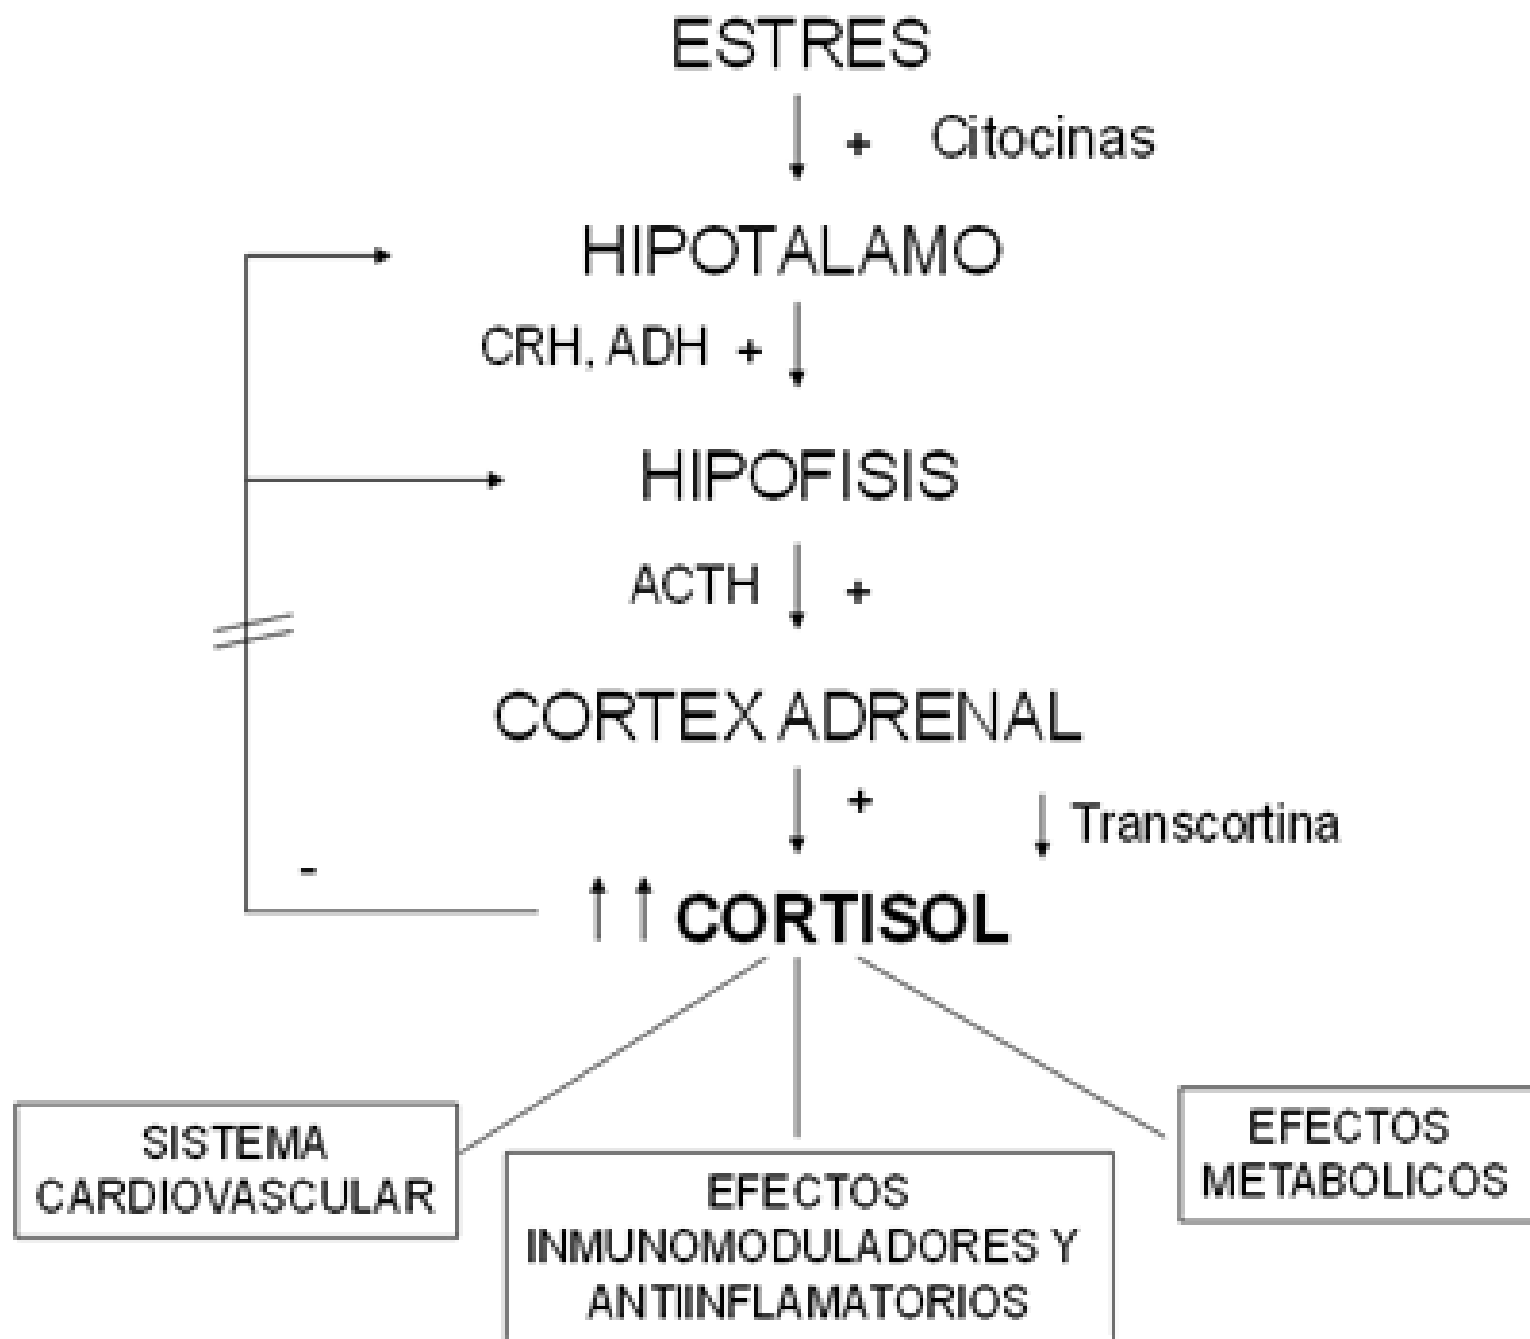 ESTRES
+ Citocinas
HIPOTALAMO
CRH, ADH +
HIPOFISIS
ACTH +
CORTEX ADRENAL
+
Transcortina
-
CORTISOL
SISTEMA
CARDIOVASCULAR
EFECTOS
INMUNOMODULADORES Y
ANTIINFLAMATORIOS
EFECTOS
METABOLICOS